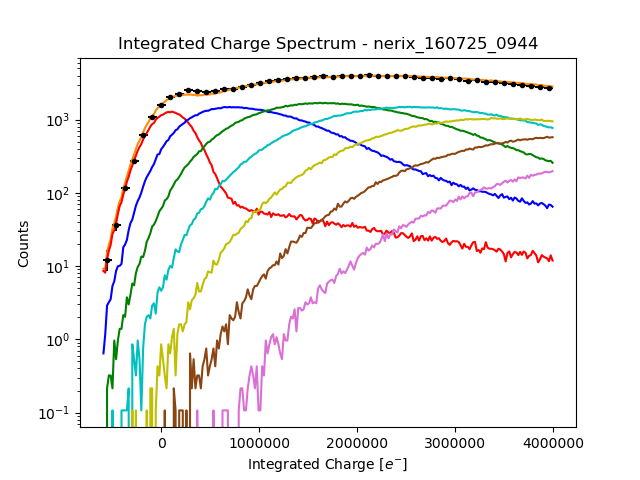 Integrated Charge Spectrum - nerix_160725_0944
Counts
10³
10²
10¹
10⁰
10⁻¹
0 1000000 2000000 3000000 4000000
Integrated Charge [e⁻]